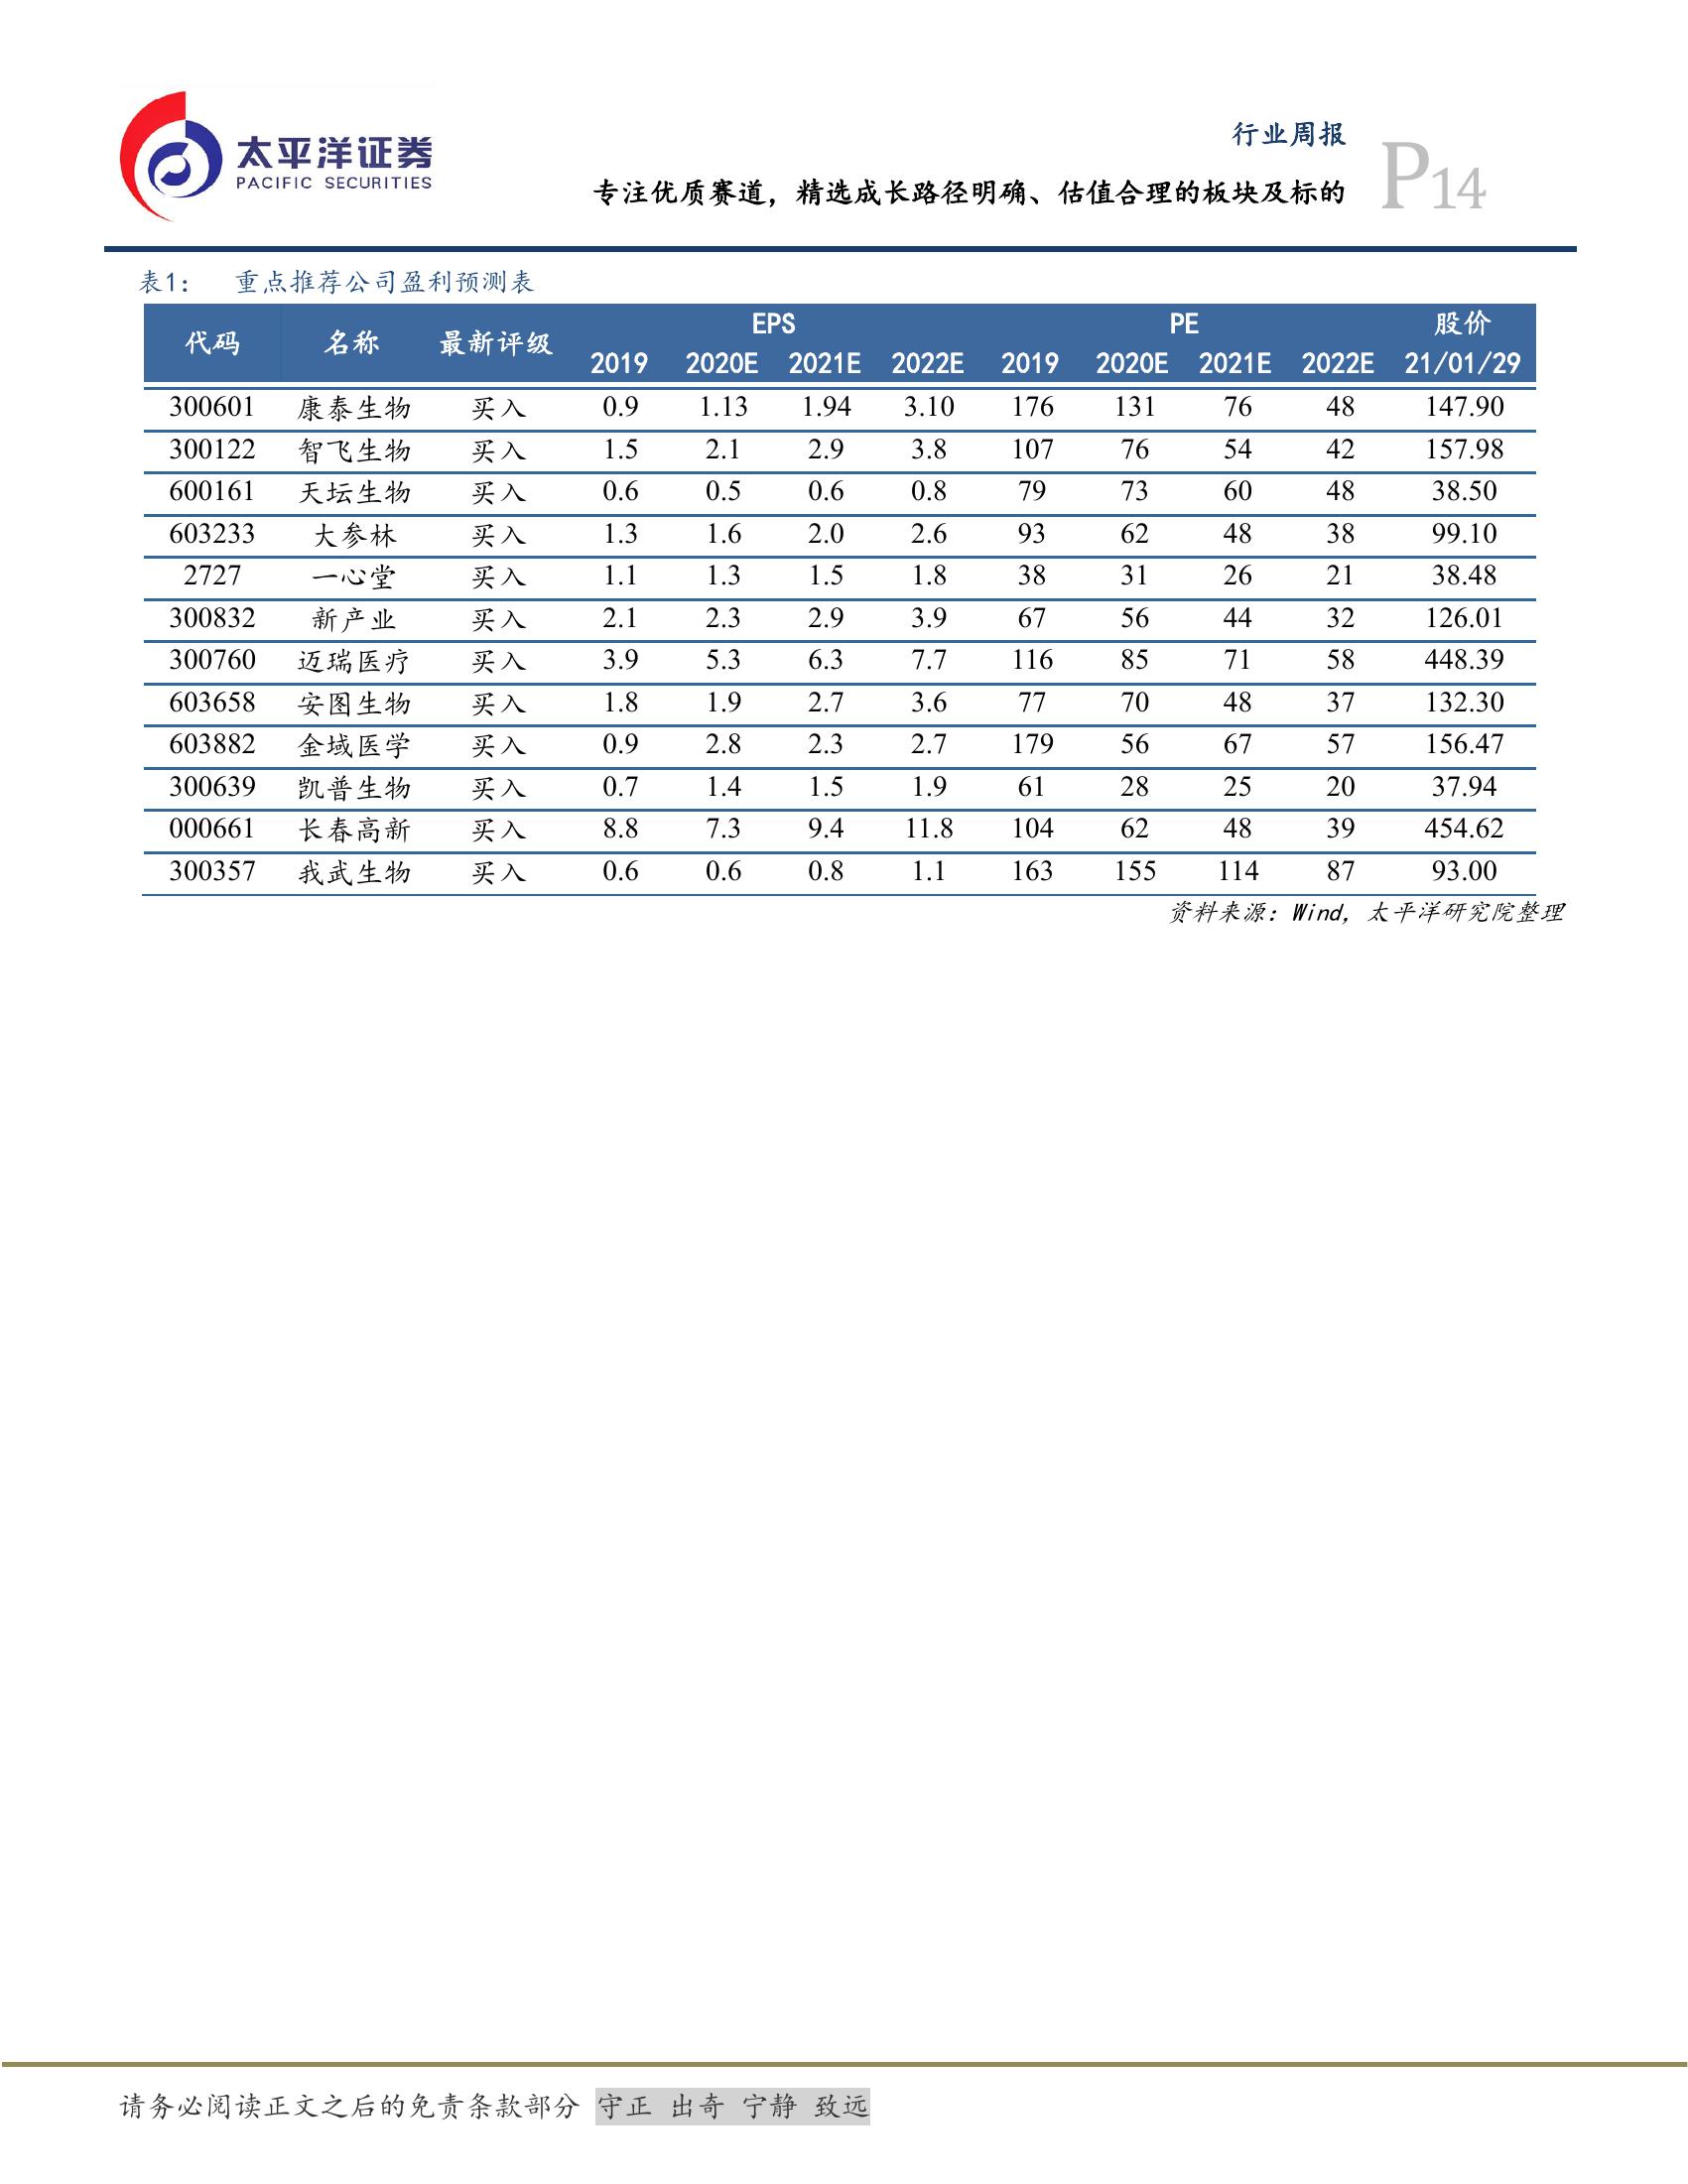 太平洋证券
PACIFIC SECURITIES
行业周报
专注优质赛道，精选成长路径明确、估值合理的板块及标的
P14
表1： 重点推荐公司盈利预测表
代码 名称 最新评级 EPS PE 股价
2019 2020E 2021E 2022E 2019 2020E 2021E 2022E 21/01/29
300601 康泰生物 买入 0.9 1.13 1.94 3.10 176 131 76 48 147.90
300122 智飞生物 买入 1.5 2.1 2.9 3.8 107 76 54 42 157.98
600161 天坛生物 买入 0.6 0.5 0.6 0.8 79 73 60 48 38.50
603233 大参林 买入 1.3 1.6 2.0 2.6 93 62 48 38 99.10
2727 一心堂 买入 1.1 1.3 1.5 1.8 38 31 26 21 38.48
300832 新产业 买入 2.1 2.3 2.9 3.9 67 56 44 32 126.01
300760 迈瑞医疗 买入 3.9 5.3 6.3 7.7 116 85 71 58 448.39
603658 安图生物 买入 1.8 1.9 2.7 3.6 77 70 48 37 132.30
603882 金域医学 买入 0.9 2.8 2.3 2.7 179 56 67 57 156.47
300639 凯普生物 买入 0.7 1.4 1.5 1.9 61 28 25 20 37.94
000661 长春高新 买入 8.8 7.3 9.4 11.8 104 62 48 39 454.62
300357 我武生物 买入 0.6 0.6 0.8 1.1 163 155 114 87 93.00
资料来源：Wind，太平洋研究院整理
请务必阅读正文之后的免责条款部分 守正 出奇 宁静 致远